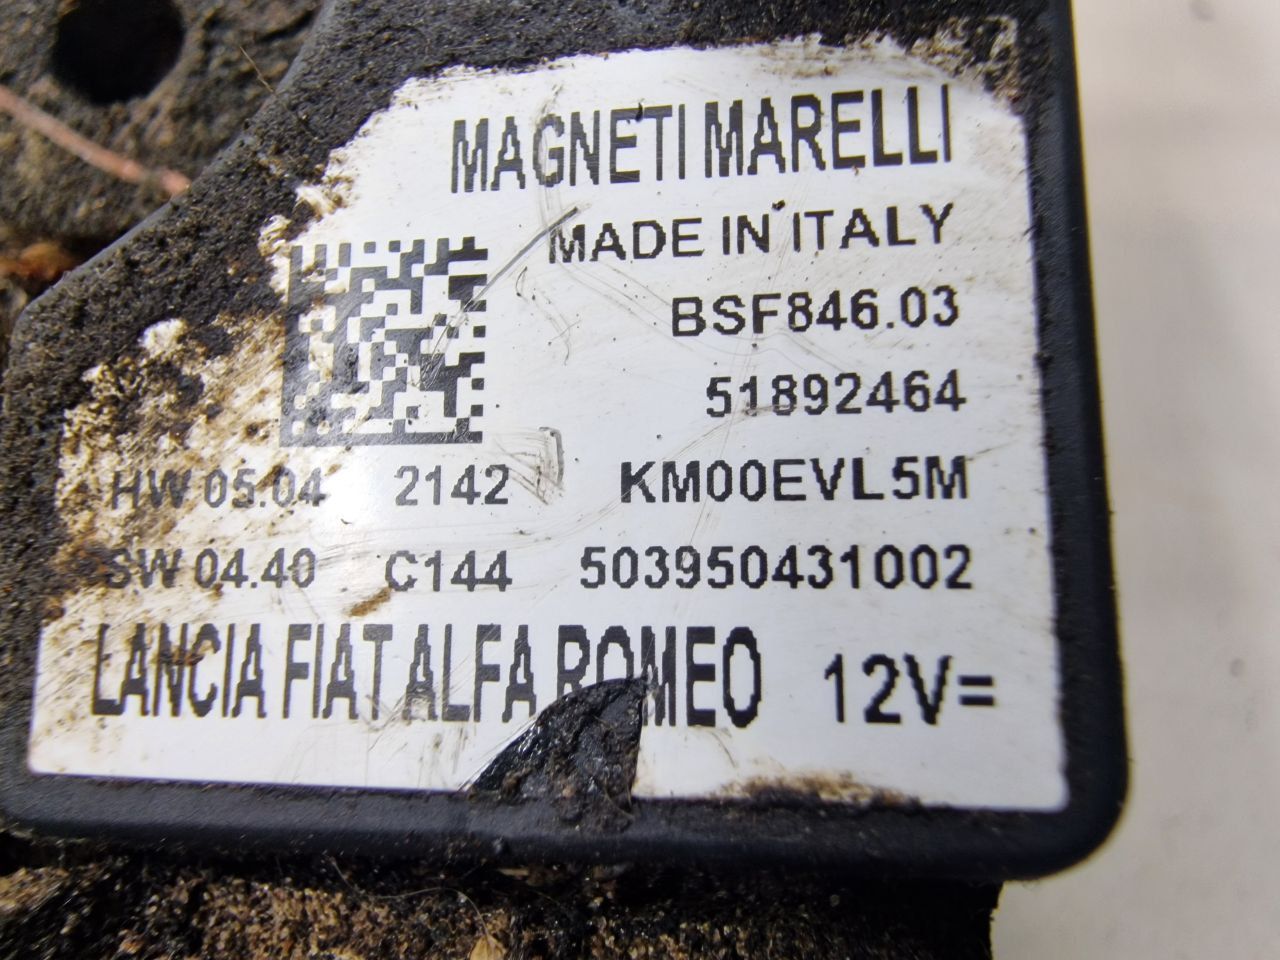 MAGNETI MARELLI
MADE IN ITALY
BSF846.03
51892464
HW 05.04 2142 KM00EVL5M
SW 04.40 C144 503950431002
LANCIA FIAT ALFA ROMEO 12V=